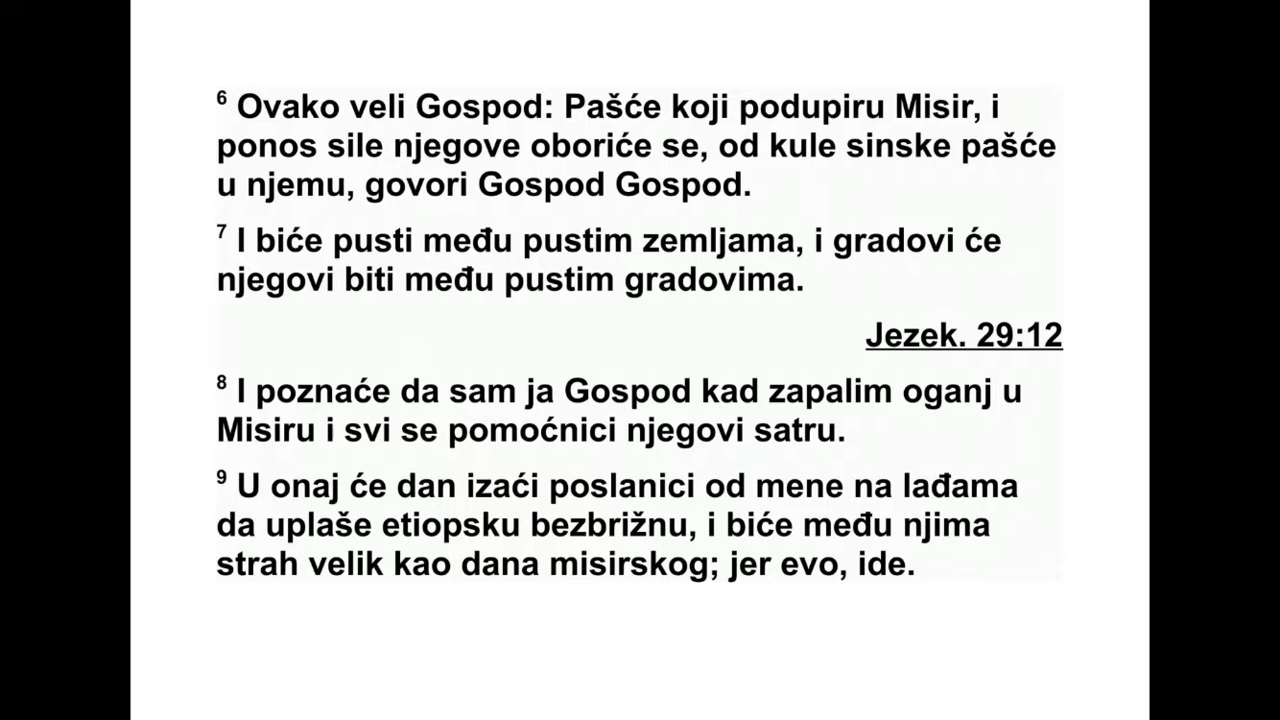 6 Ovako veli Gospod: Pašće koji podupiru Misir, i
ponos sile njegove oboriće se, od kule sinske pašće
u njemu, govori Gospod Gospod.
7 I biće pusti među pustim zemljama, i gradovi će
njegovi biti među pustim gradovima.
Jezek. 29:12
8 I poznaće da sam ja Gospod kad zapalim oganj u
Misiru i svi se pomoćnici njegovi satru.
9 U onaj će dan izaći poslanici od mene na lađama
da uplaše etiopsku bezbrižnu, i biće među njima
strah velik kao dana misirskog; jer evo, ide.